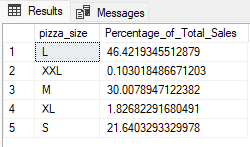 Results Messages
pizza_size Percentage_of_Total_Sales
1 L 46.4219345512879
2 XXL 0.103018486671203
3 M 30.0078947122382
4 XL 1.82682291680491
5 S 21.6403293329978